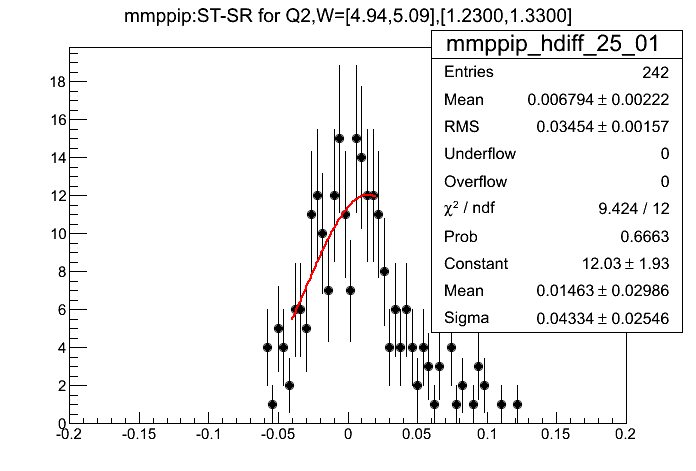 mmppip:ST-SR for Q2,W=[4.94,5.09],[1.2300,1.3300]
mmppip_hdiff_25_01
Entries 242
Mean 0.006794 ± 0.00222
RMS 0.03454 ± 0.00157
Underflow 0
Overflow 0
χ² / ndf 9.424 / 12
Prob 0.6663
Constant 12.03 ± 1.93
Mean 0.01463 ± 0.02986
Sigma 0.04334 ± 0.02546
18
16
14
12
10
8
6
4
2
0
-0.2 -0.15 -0.1 -0.05 0 0.05 0.1 0.15 0.2